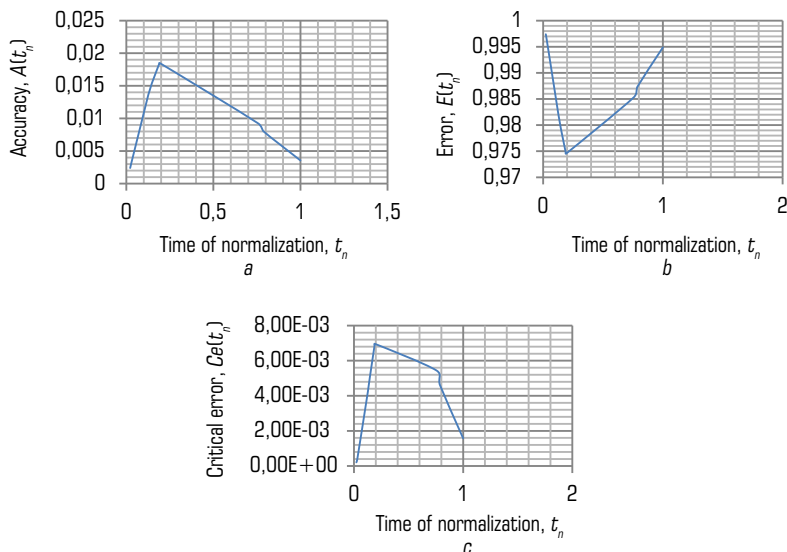 0,025
0,02
0,015
0,01
0,005
0
Accuracy, A(tn)
0
0,5
1
1,5
Time of normalization, tn
a
1
0,995
0,99
0,985
0,98
0,975
0,97
Error, E(tn)
0
1
2
Time of normalization, tn
b
8,00E-03
6,00E-03
4,00E-03
2,00E-03
0,00E+00
Critical error, Ce(tn)
0
1
2
Time of normalization, tn
c